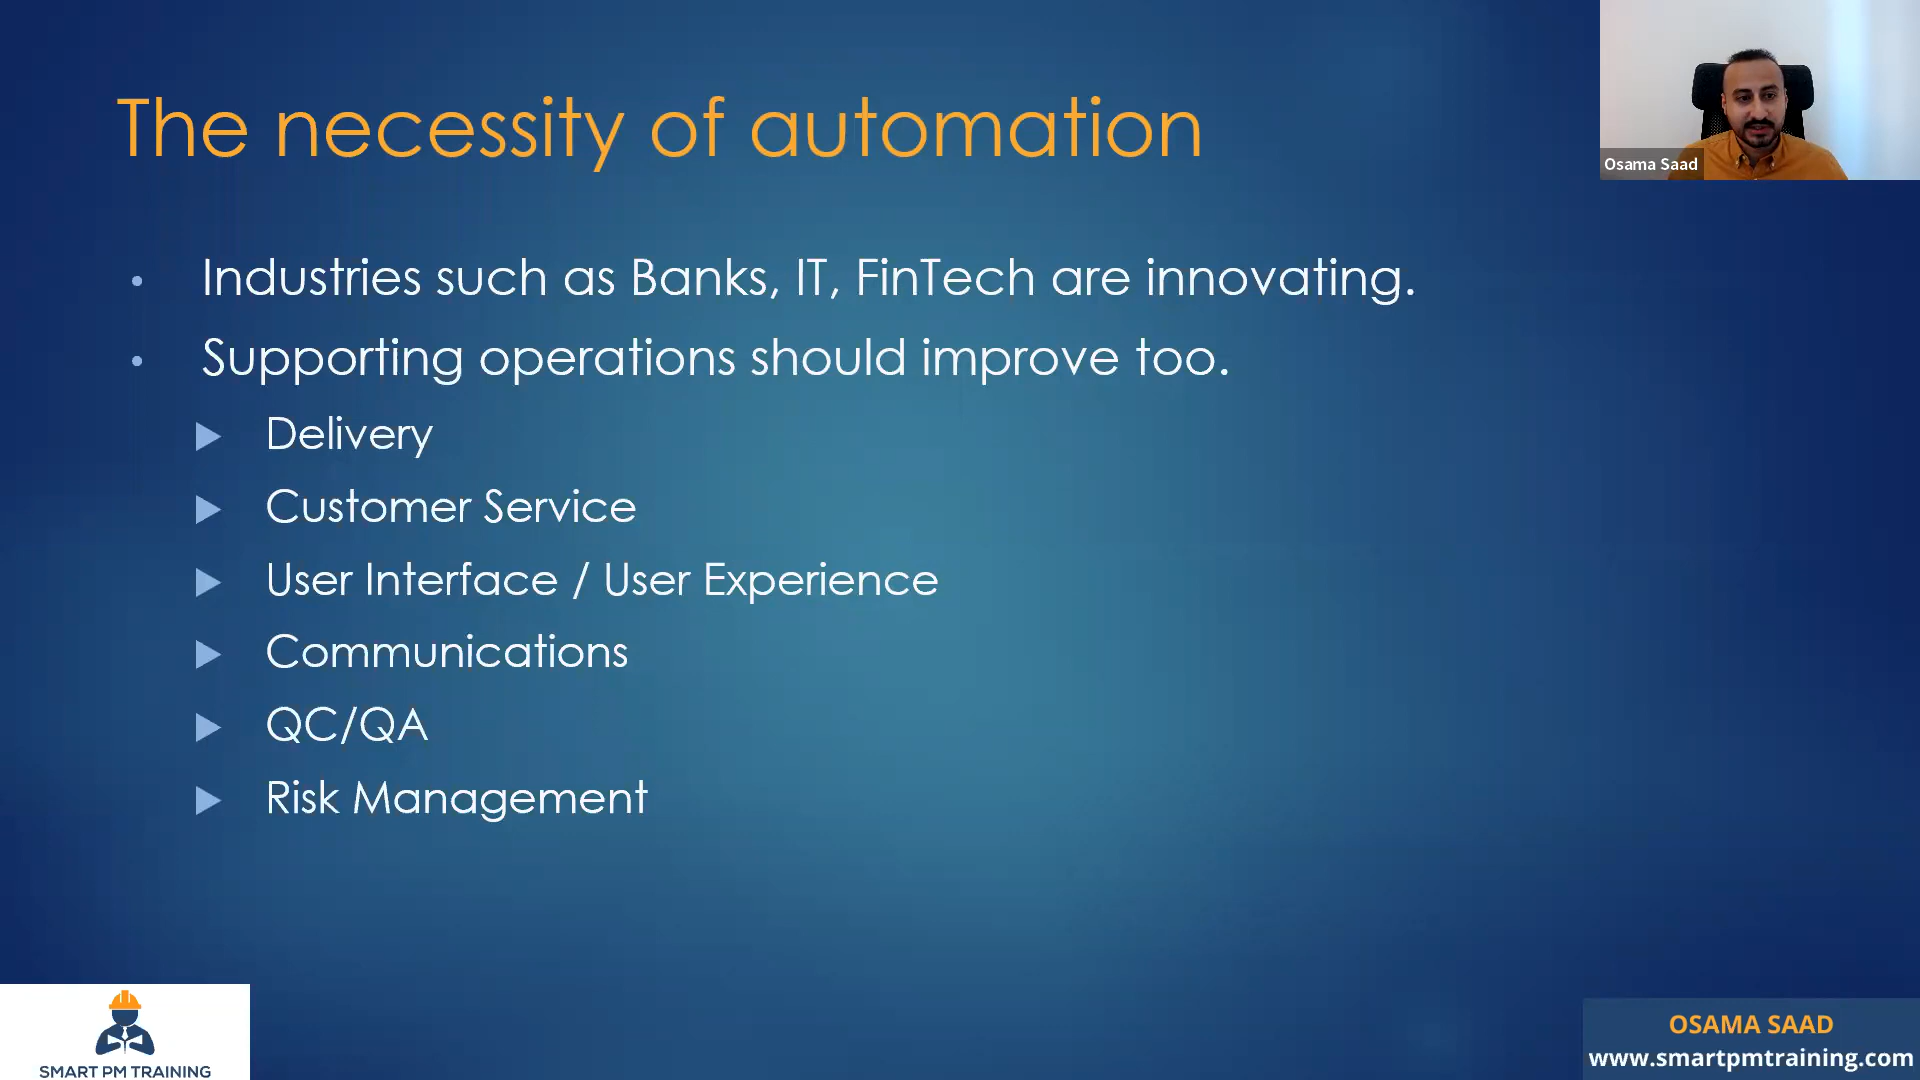 The necessity of automation
Osama Saad
Industries such as Banks, IT, FinTech are innovating.
Supporting operations should improve too.
Delivery
Customer Service
User Interface / User Experience
Communications
QC/QA
Risk Management
SMART PM TRAINING
OSAMA SAAD
www.smartpmtraining.com